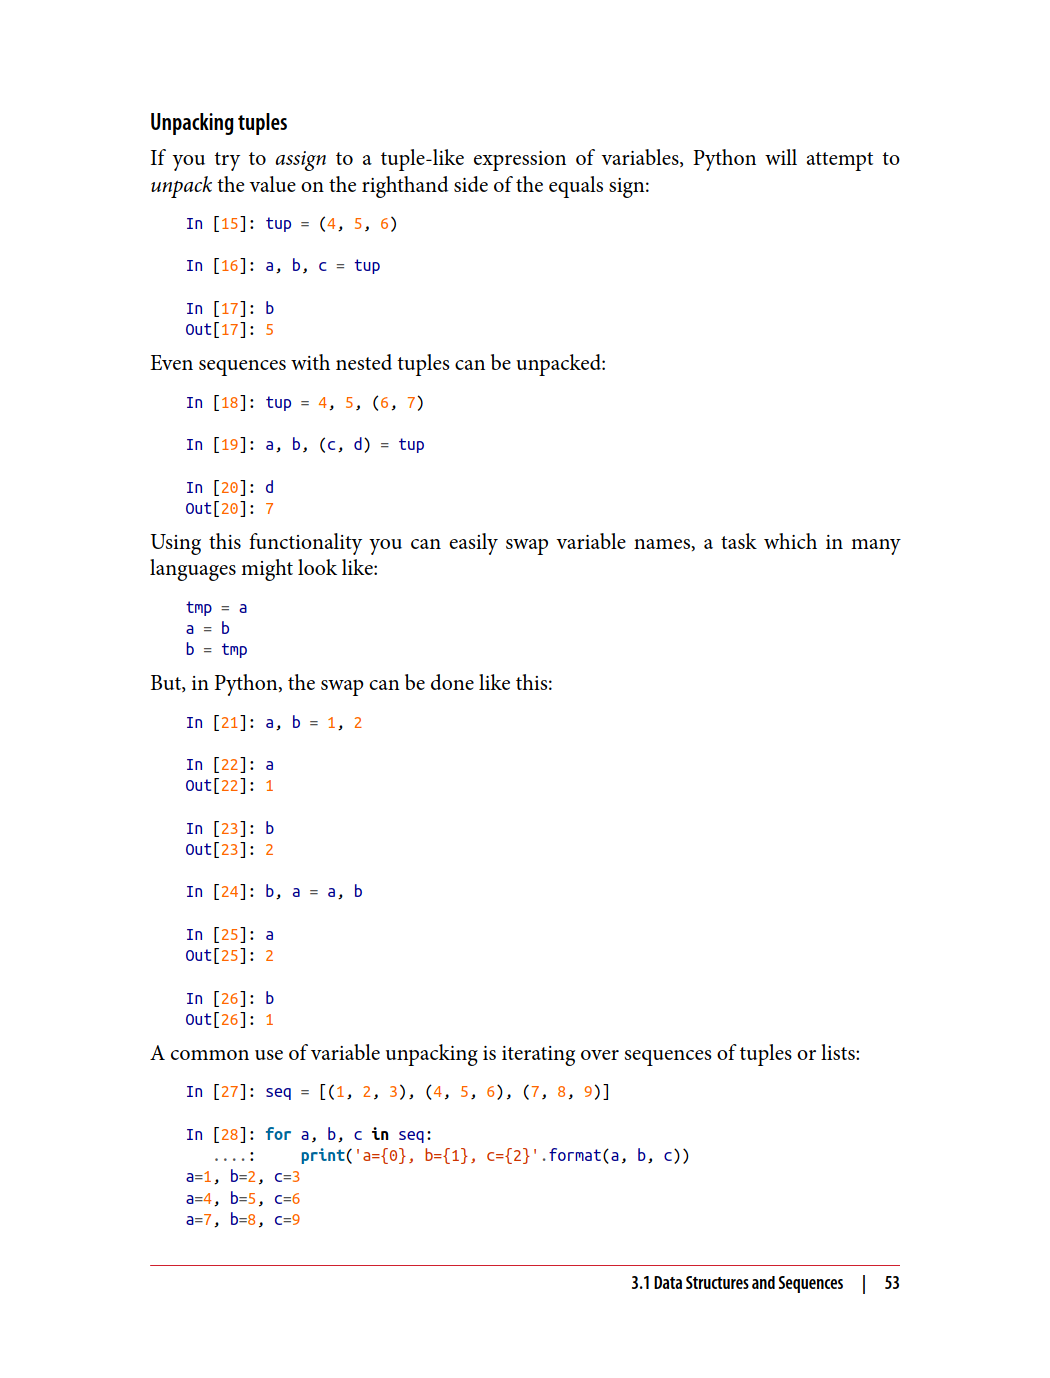 Unpacking tuples
If you try to assign to a tuple-like expression of variables, Python will attempt to
unpack the value on the righthand side of the equals sign:
In [15]: tup = (4, 5, 6)
In [16]: a, b, c = tup
In [17]: b
Out[17]: 5
Even sequences with nested tuples can be unpacked:
In [18]: tup = 4, 5, (6, 7)
In [19]: a, b, (c, d) = tup
In [20]: d
Out[20]: 7
Using this functionality you can easily swap variable names, a task which in many
languages might look like:
tmp = a
a = b
b = tmp
But, in Python, the swap can be done like this:
In [21]: a, b = 1, 2
In [22]: a
Out[22]: 1
In [23]: b
Out[23]: 2
In [24]: b, a = a, b
In [25]: a
Out[25]: 2
In [26]: b
Out[26]: 1
A common use of variable unpacking is iterating over sequences of tuples or lists:
In [27]: seq = [(1, 2, 3), (4, 5, 6), (7, 8, 9)]
In [28]: for a, b, c in seq:
   ....:     print('a={0}, b={1}, c={2}'.format(a, b, c))
a=1, b=2, c=3
a=4, b=5, c=6
a=7, b=8, c=9
3.1 Data Structures and Sequences | 53